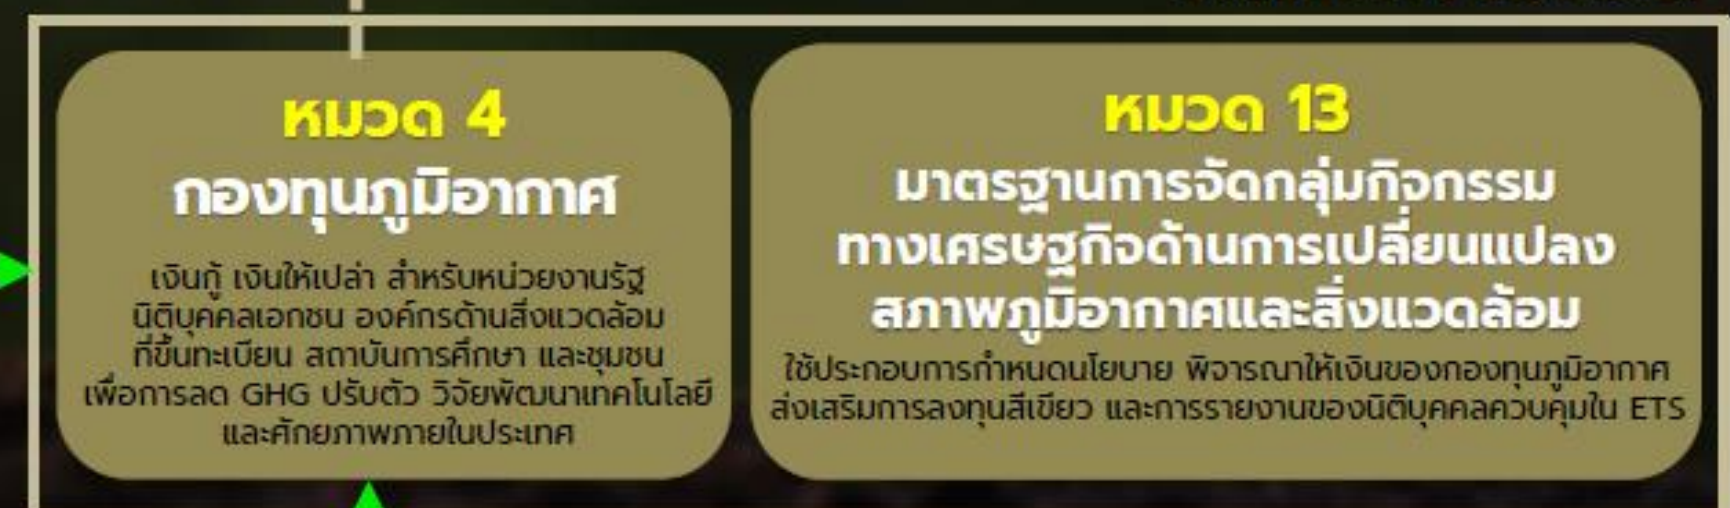 หมวด 4
กองทุนภูมิอากาศ
เงินกู้ เงินให้เปล่า สำหรับหน่วยงานรัฐ
นิติบุคคลเอกชน องค์กรด้านสิ่งแวดล้อม
ที่ขึ้นทะเบียน สถาบันการศึกษา และชุมชน
เพื่อการลด GHG ปรับตัว วิจัยพัฒนาเทคโนโลยี
และศักยภาพภายในประเทศ
หมวด 13
มาตรฐานการจัดกลุ่มกิจกรรม
ทางเศรษฐกิจด้านการเปลี่ยนแปลง
สภาพภูมิอากาศและสิ่งแวดล้อม
ใช้ประกอบการกำหนดนโยบาย พิจารณาให้เงินของกองทุนภูมิอากาศ
ส่งเสริมการลงทุนสีเขียว และการรายงานของนิติบุคคลควบคุมใน ETS